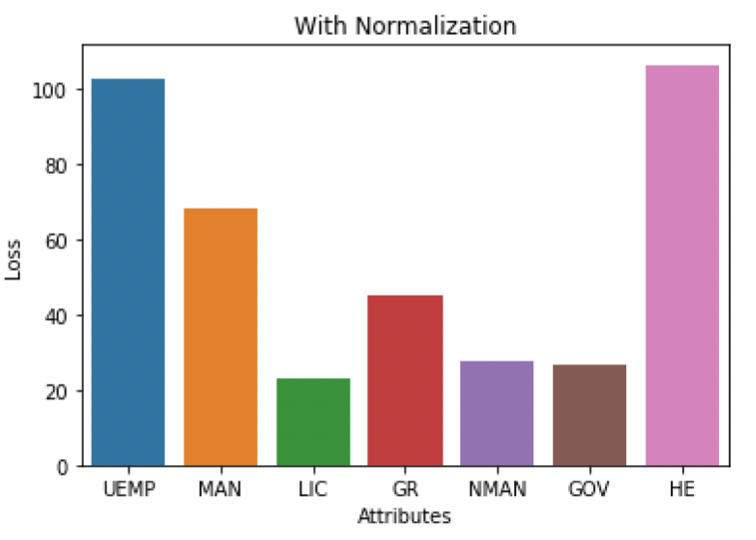 With Normalization
Loss
100
80
60
40
20
0
UEMP MAN LIC GR NMAN GOV HE
Attributes